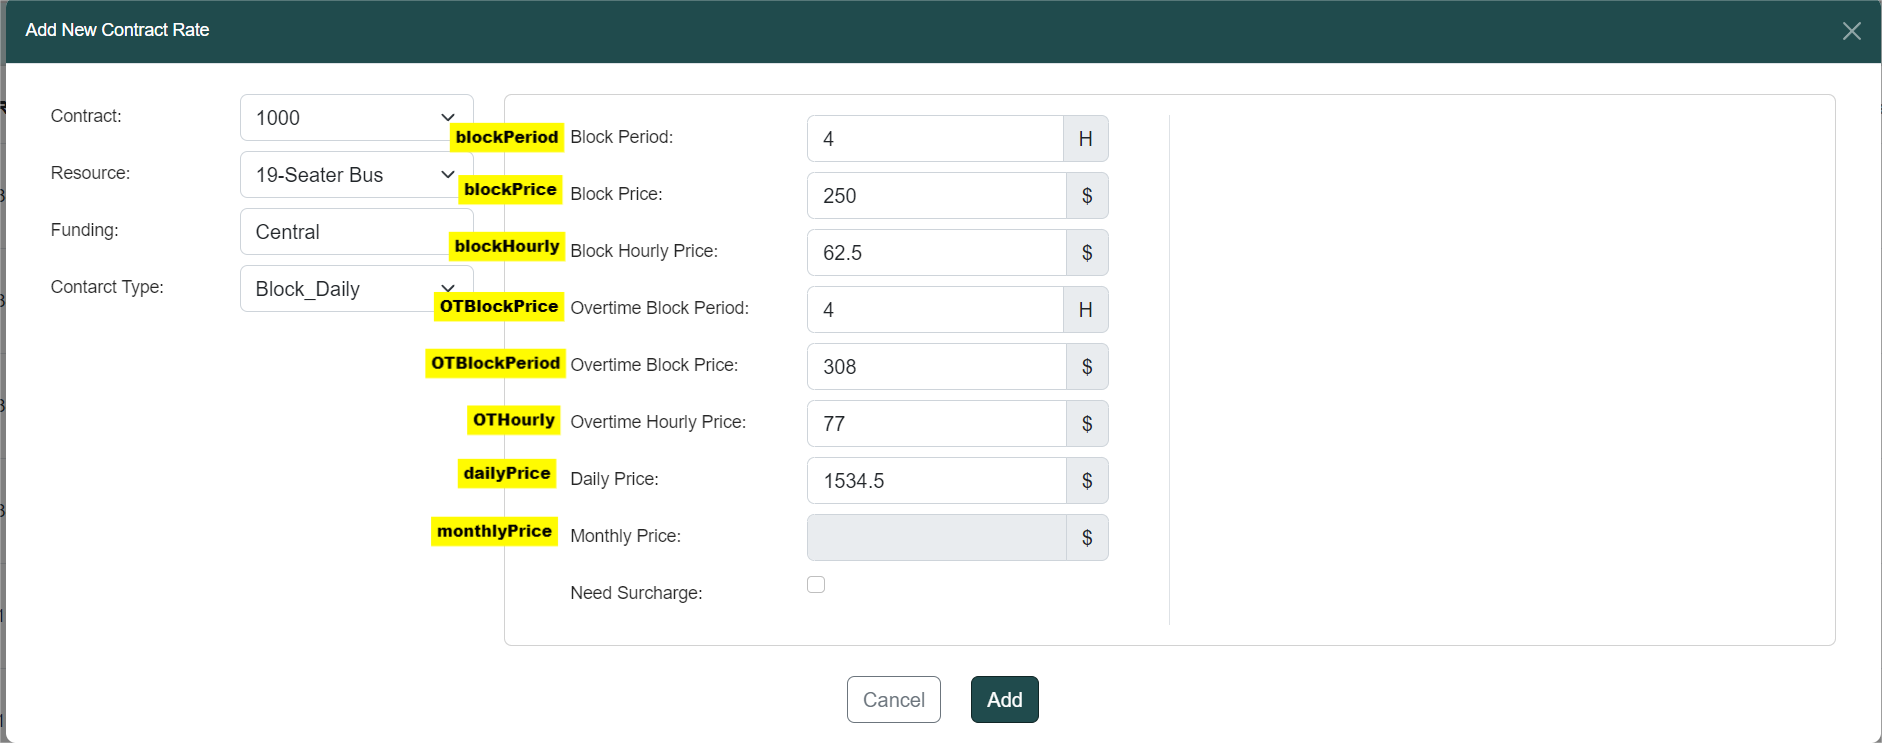 Add New Contract Rate
Contract:
1000
Resource:
19-Seater Bus
Funding:
Central
Contarct Type:
Block_Daily
blockPeriod Block Period: 4 H
blockPrice Block Price: 250 $
blockHourly Block Hourly Price: 62.5 $
OTBlockPrice Overtime Block Period: 4 H
OTBlockPeriod Overtime Block Price: 308 $
OTHourly Overtime Hourly Price: 77 $
dailyPrice Daily Price: 1534.5 $
monthlyPrice Monthly Price: $
Need Surcharge:
Cancel Add